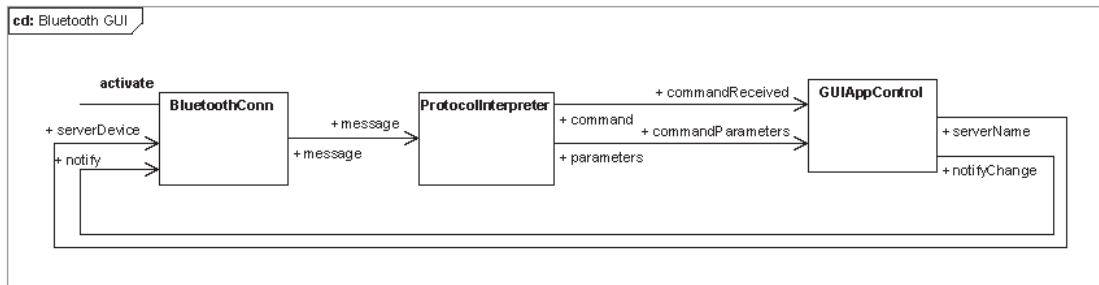 cd: Bluetooth GUI
activate
BluetoothConn
ProtocolInterpreter
GUIAppControl
+ commandReceived
+ serverDevice
+ message
+ command
+ commandParameters
+ serverName
+ notify
+ message
+ parameters
+ notifyChange